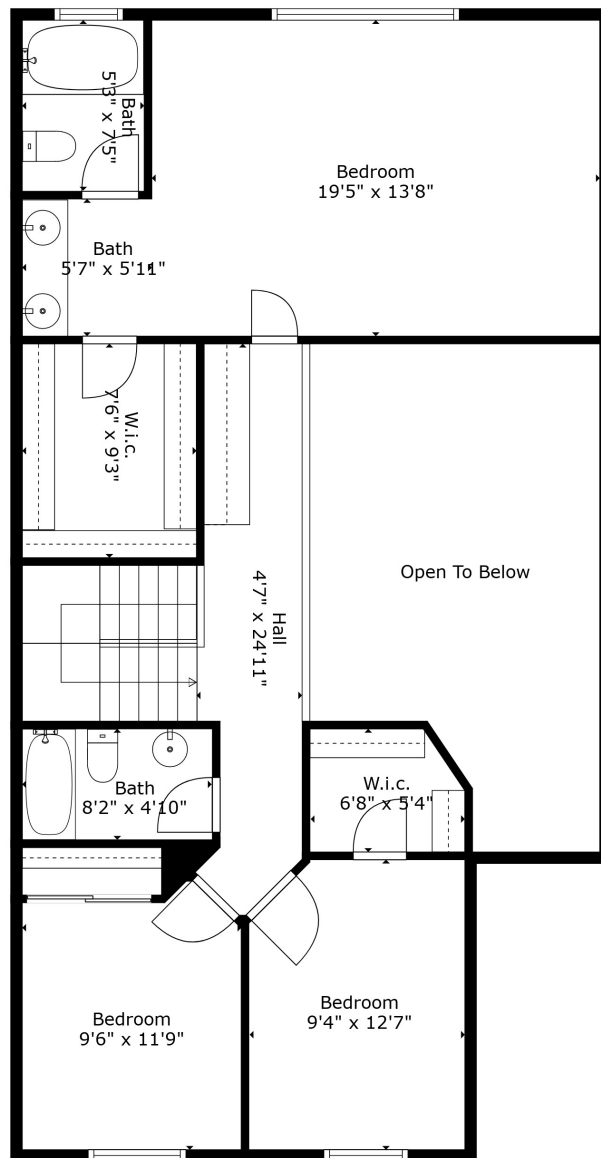 Bath
5'3" x 7'5"
Bedroom
19'5" x 13'8"
Bath
5'7" x 5'11"
W.i.c.
7'6" x 9'3"
Open To Below
Hall
4'7" x 24'11"
Bath
8'2" x 4'10"
W.i.c.
6'8" x 5'4"
Bedroom
9'6" x 11'9"
Bedroom
9'4" x 12'7"